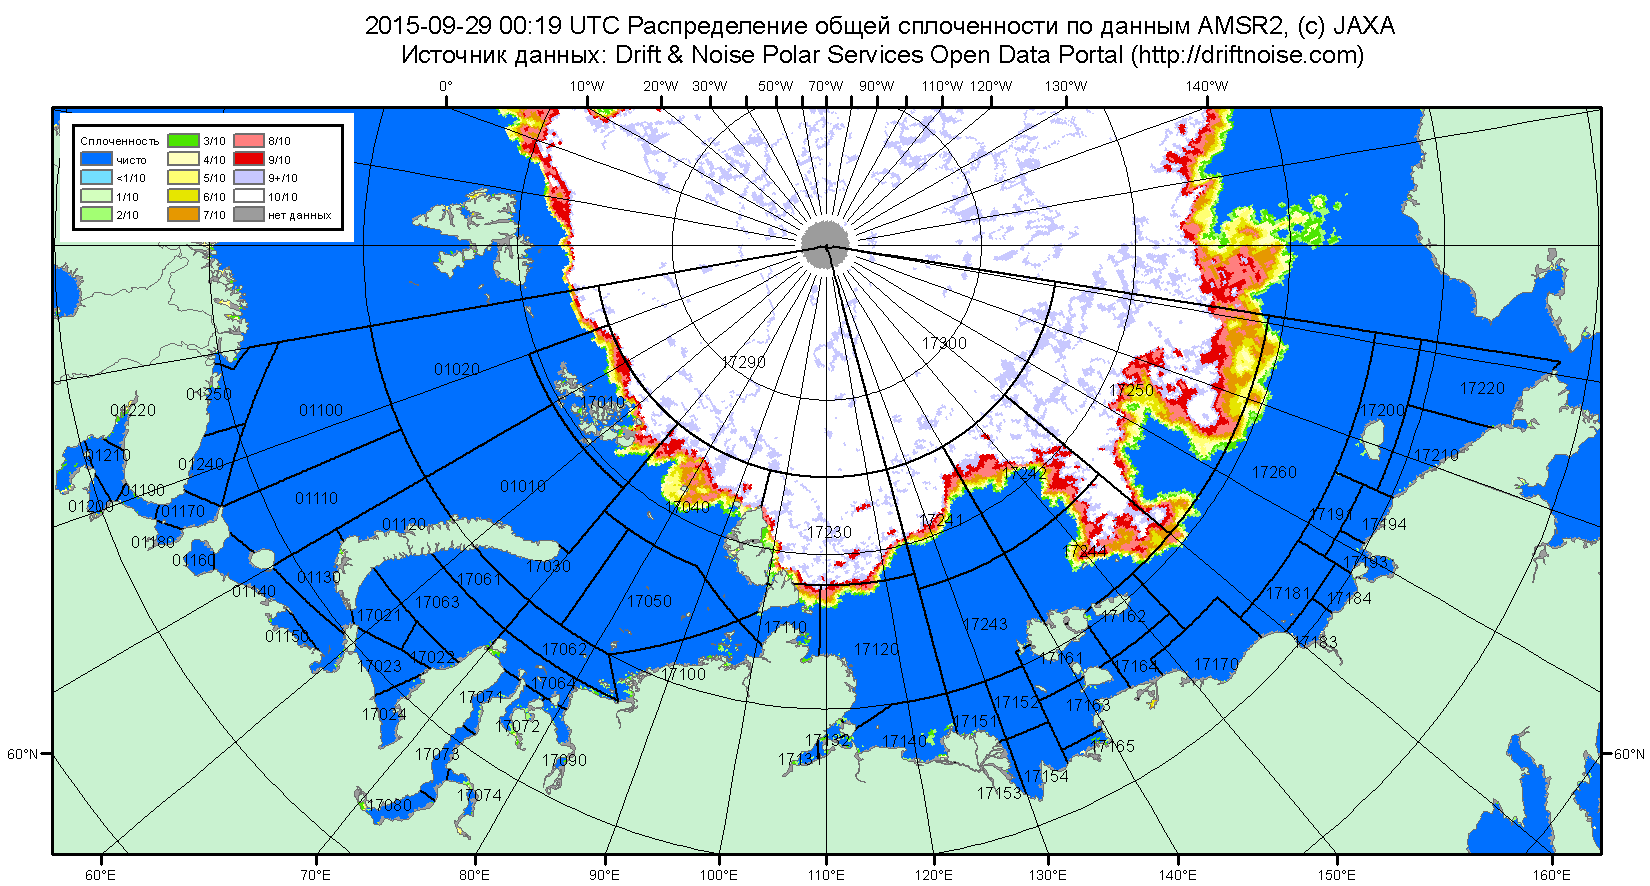 2015-09-29 00:19 UTC Распределение общей сплоченности по данным AMSR2, (c) JAXA
Источник данных: Drift & Noise Polar Services Open Data Portal (http://driftnoise.com)
0° 10°W 20°W 30°W 50°W 70°W 90°W 110°W 120°W 130°W 140°W
Сплоченность 3/10 8/10
чисто 4/10 9/10
<1/10 5/10 9+/10
1/10 6/10 10/10
2/10 7/10 нет данных
17300
17290
01020
17250 17220
01250 17010
01220 01100 17200
01210 17210
01240 17260
17242
01190 01010
01110
01200 17040
01170 17191
17241 17194
01120
17230
01180
17244
01160 17030 17193
01130 17061
01140 17181
17063 17050 17184
17021 17162
17110 17243
01150 17183
17062 17120
17022 17161
17023 17164 17170
17100
17064
17071 17152
17163
17024 17151
17072
17132 17140
17165
17073 17131
60°N 17090 60°N
17154
17074 17153
17080
60°E 70°E 80°E 90°E 100°E 110°E 120°E 130°E 140°E 150°E 160°E